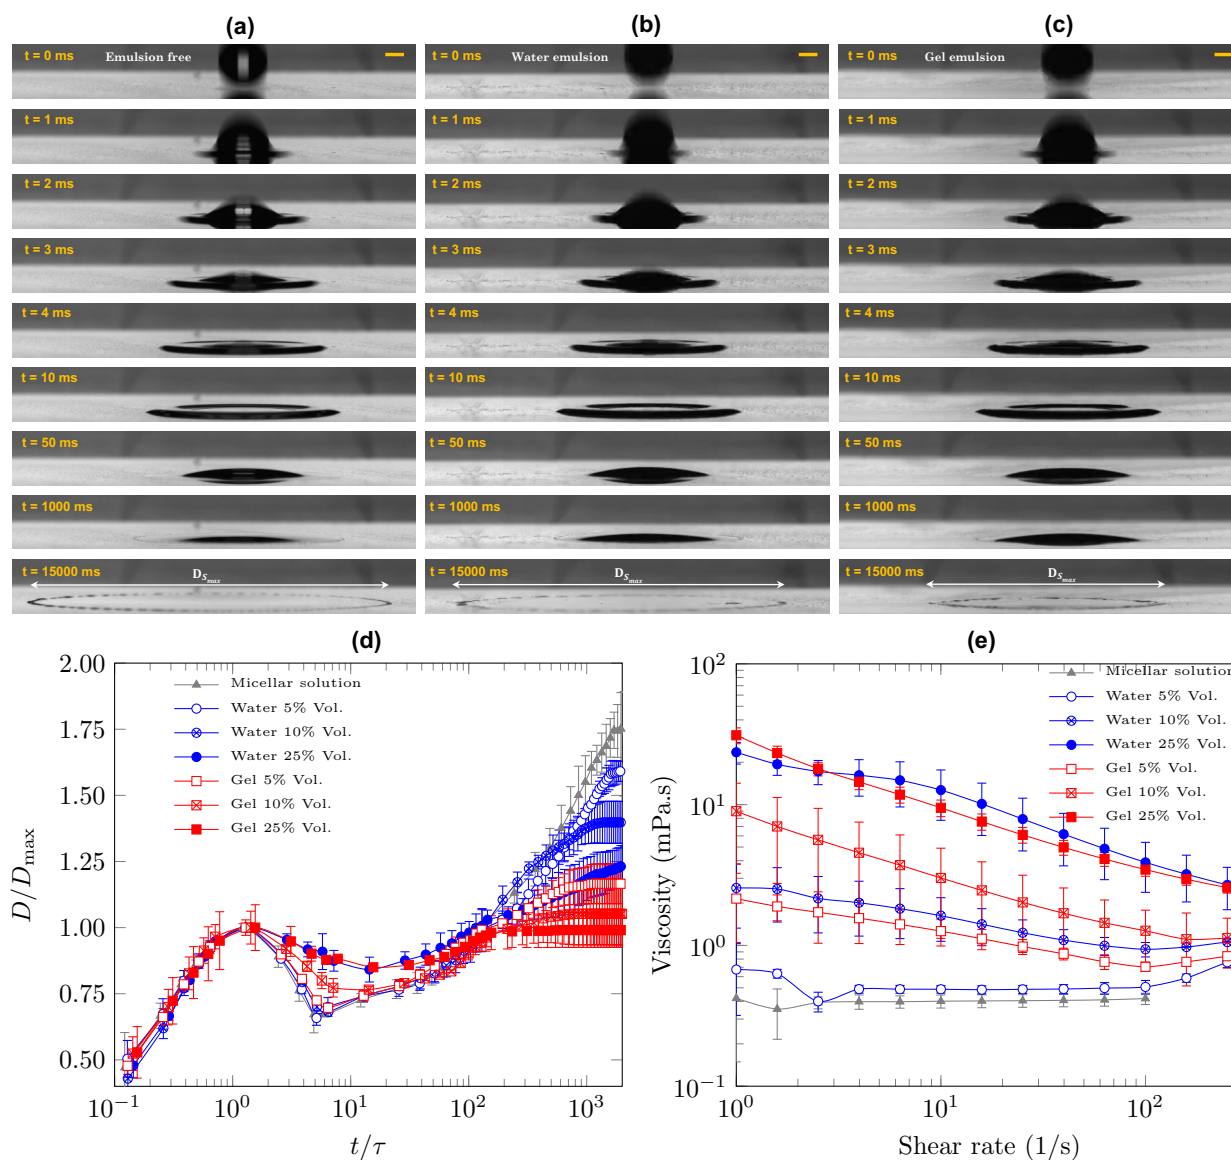 (a) (b) (c)
t = 0 ms Emulsion free t = 0 ms Water emulsion t = 0 ms Gel emulsion
t = 1 ms t = 1 ms t = 1 ms
t = 2 ms t = 2 ms t = 2 ms
t = 3 ms t = 3 ms t = 3 ms
t = 4 ms t = 4 ms t = 4 ms
t = 10 ms t = 10 ms t = 10 ms
t = 50 ms t = 50 ms t = 50 ms
t = 1000 ms t = 1000 ms t = 1000 ms
t = 15000 ms D_{S_{max}} t = 15000 ms D_{S_{max}} t = 15000 ms D_{S_{max}}
(d)
2.00
1.75
1.50
1.25
1.00
0.75
0.50
D/D_{max}
Micellar solution
Water 5% Vol.
Water 10% Vol.
Water 25% Vol.
Gel 5% Vol.
Gel 10% Vol.
Gel 25% Vol.
10^{-1} 10^{0} 10^{1} 10^{2} 10^{3}
t/τ
(e)
10^{2}
10^{1}
10^{0}
10^{-1}
Viscosity (mPa.s)
Micellar solution
Water 5% Vol.
Water 10% Vol.
Water 25% Vol.
Gel 5% Vol.
Gel 10% Vol.
Gel 25% Vol.
10^{0} 10^{1} 10^{2}
Shear rate (1/s)